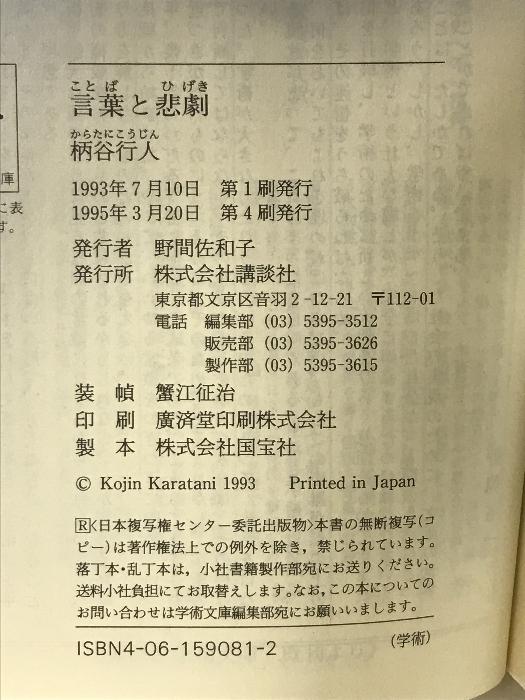 ことば ひげき
言葉と悲劇
からたにこうじん
柄谷行人
1993年7月10日 第1刷発行
1995年3月20日 第4刷発行
発行者 野間佐和子
発行所 株式会社講談社
東京都文京区音羽2-12-21 〒112-01
電話 編集部 (03) 5395-3512
販売部 (03) 5395-3626
製作部 (03) 5395-3615
装 幀 蟹江征治
印 刷 廣済堂印刷株式会社
製 本 株式会社国宝社
© Kojin Karatani 1993 Printed in Japan
R〈日本複写権センター委託出版物〉本書の無断複写(コ
ピー)は著作権法上での例外を除き，禁じられています。
落丁本・乱丁本は，小社書籍製作部宛にお送りください。
送料小社負担にてお取替えします。なお，この本についての
お問い合わせは学術文庫編集部宛にお願いいたします。
ISBN4-06-159081-2
(学術)
庫
に表
す。